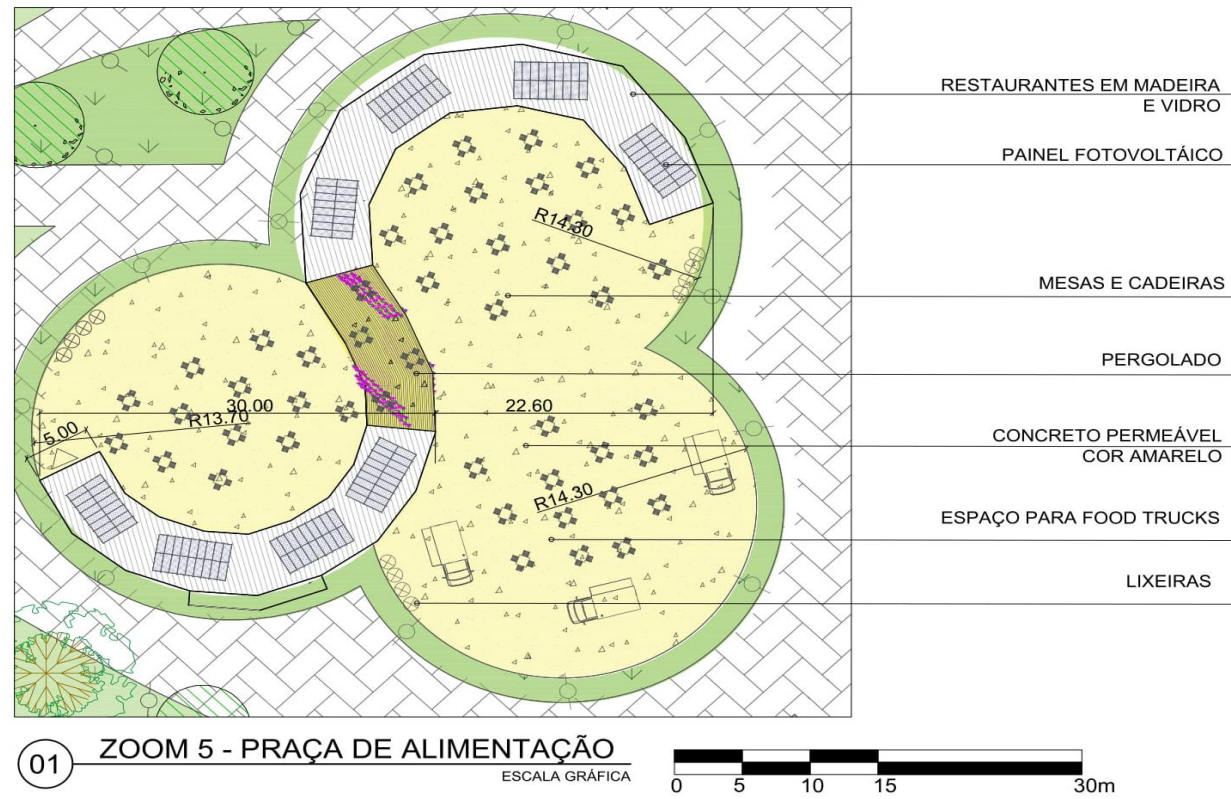 RESTAURANTES EM MADEIRA
E VIDRO
PAINEL FOTOVOLTÁICO
R14.30
MESAS E CADEIRAS
PERGOLADO
30.00
22.60
R13.70
5.00
CONCRETO PERMEÁVEL
COR AMARELO
R14.30
ESPAÇO PARA FOOD TRUCKS
LIXEIRAS
01
ZOOM 5 - PRAÇA DE ALIMENTAÇÃO
ESCALA GRÁFICA
0 5 10 15 30m